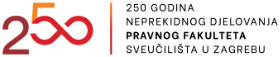 250
250 GODINA
NEPREKIDNOG DJELOVANJA
PRAVNOG FAKULTETA
SVEUČILIŠTA U ZAGREBU